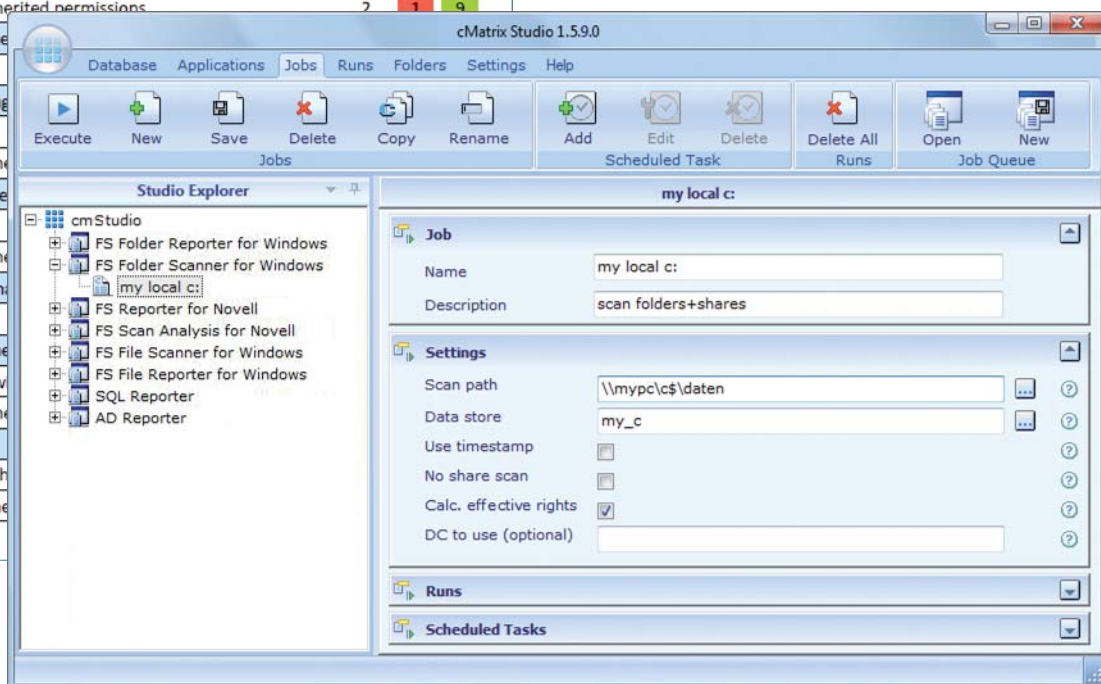 herited permissions 2 1 9
cMatrix Studio 1.5.9.0
Database Applications Jobs Runs Folders Settings Help
Execute New Save Delete Copy Rename Add Edit Delete Delete All Open New
Jobs Scheduled Task Runs Job Queue
Studio Explorer
cmStudio
FS Folder Reporter for Windows
FS Folder Scanner for Windows
my local c:
FS Reporter for Novell
FS Scan Analysis for Novell
FS File Scanner for Windows
FS File Reporter for Windows
SQL Reporter
AD Reporter
my local c:
Job
Name my local c:
Description scan folders+shares
Settings
Scan path \\mypc\c$\daten ...
Data store my_c ...
Use timestamp
No share scan
Calc. effective rights
DC to use (optional)
Runs
Scheduled Tasks